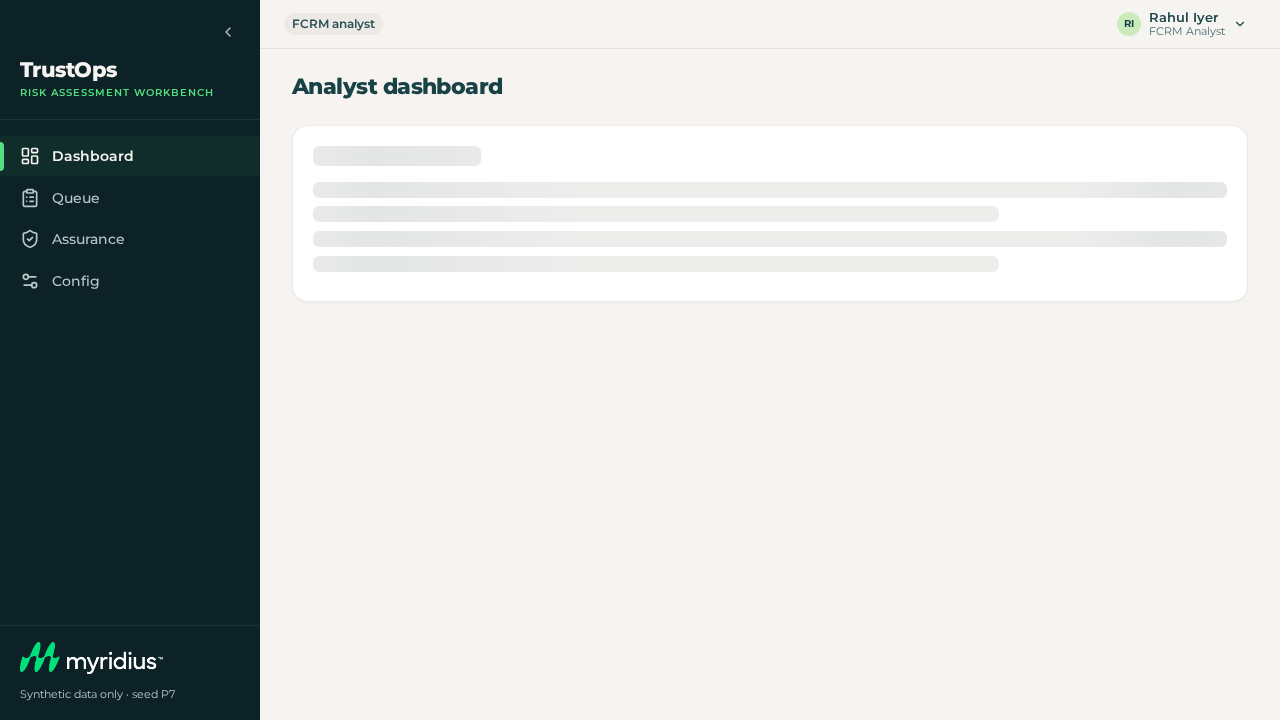 TrustOps
RISK ASSESSMENT WORKBENCH
Dashboard
Queue
Assurance
Config
myridius™
Synthetic data only · seed P7
FCRM analyst
RI
Rahul Iyer
FCRM Analyst
Analyst dashboard